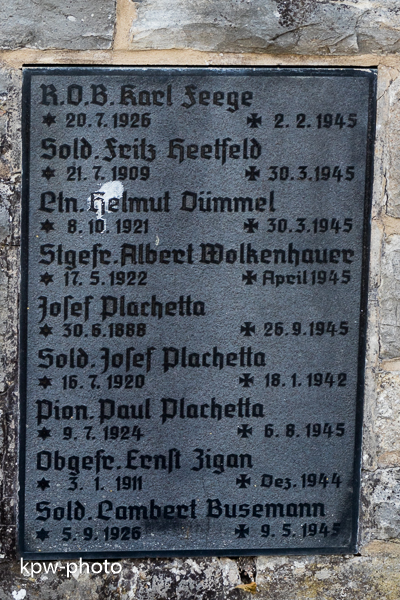 R.O.B. Karl Feege
✶ 20.7.1926 ✠ 2.2.1945
Sold. Fritz Heetfeld
✶ 21.7.1909 ✠ 30.3.1945
Ltn. Helmut Dümmel
✶ 8.10.1921 ✠ 30.3.1945
Stgefr. Albert Wolkenhauer
✶ 17.5.1922 ✠ April 1945
Josef Plachetta
✶ 30.6.1888 ✠ 26.9.1945
Sold. Josef Plachetta
✶ 16.7.1920 ✠ 18.1.1942
Pion. Paul Plachetta
✶ 9.7.1924 ✠ 6.8.1945
Obgefr. Ernst Zigan
✶ 3.1.1911 ✠ Dez. 1944
Sold. Lambert Busemann
✶ 5.9.1926 ✠ 9.5.1945
kpw-photo